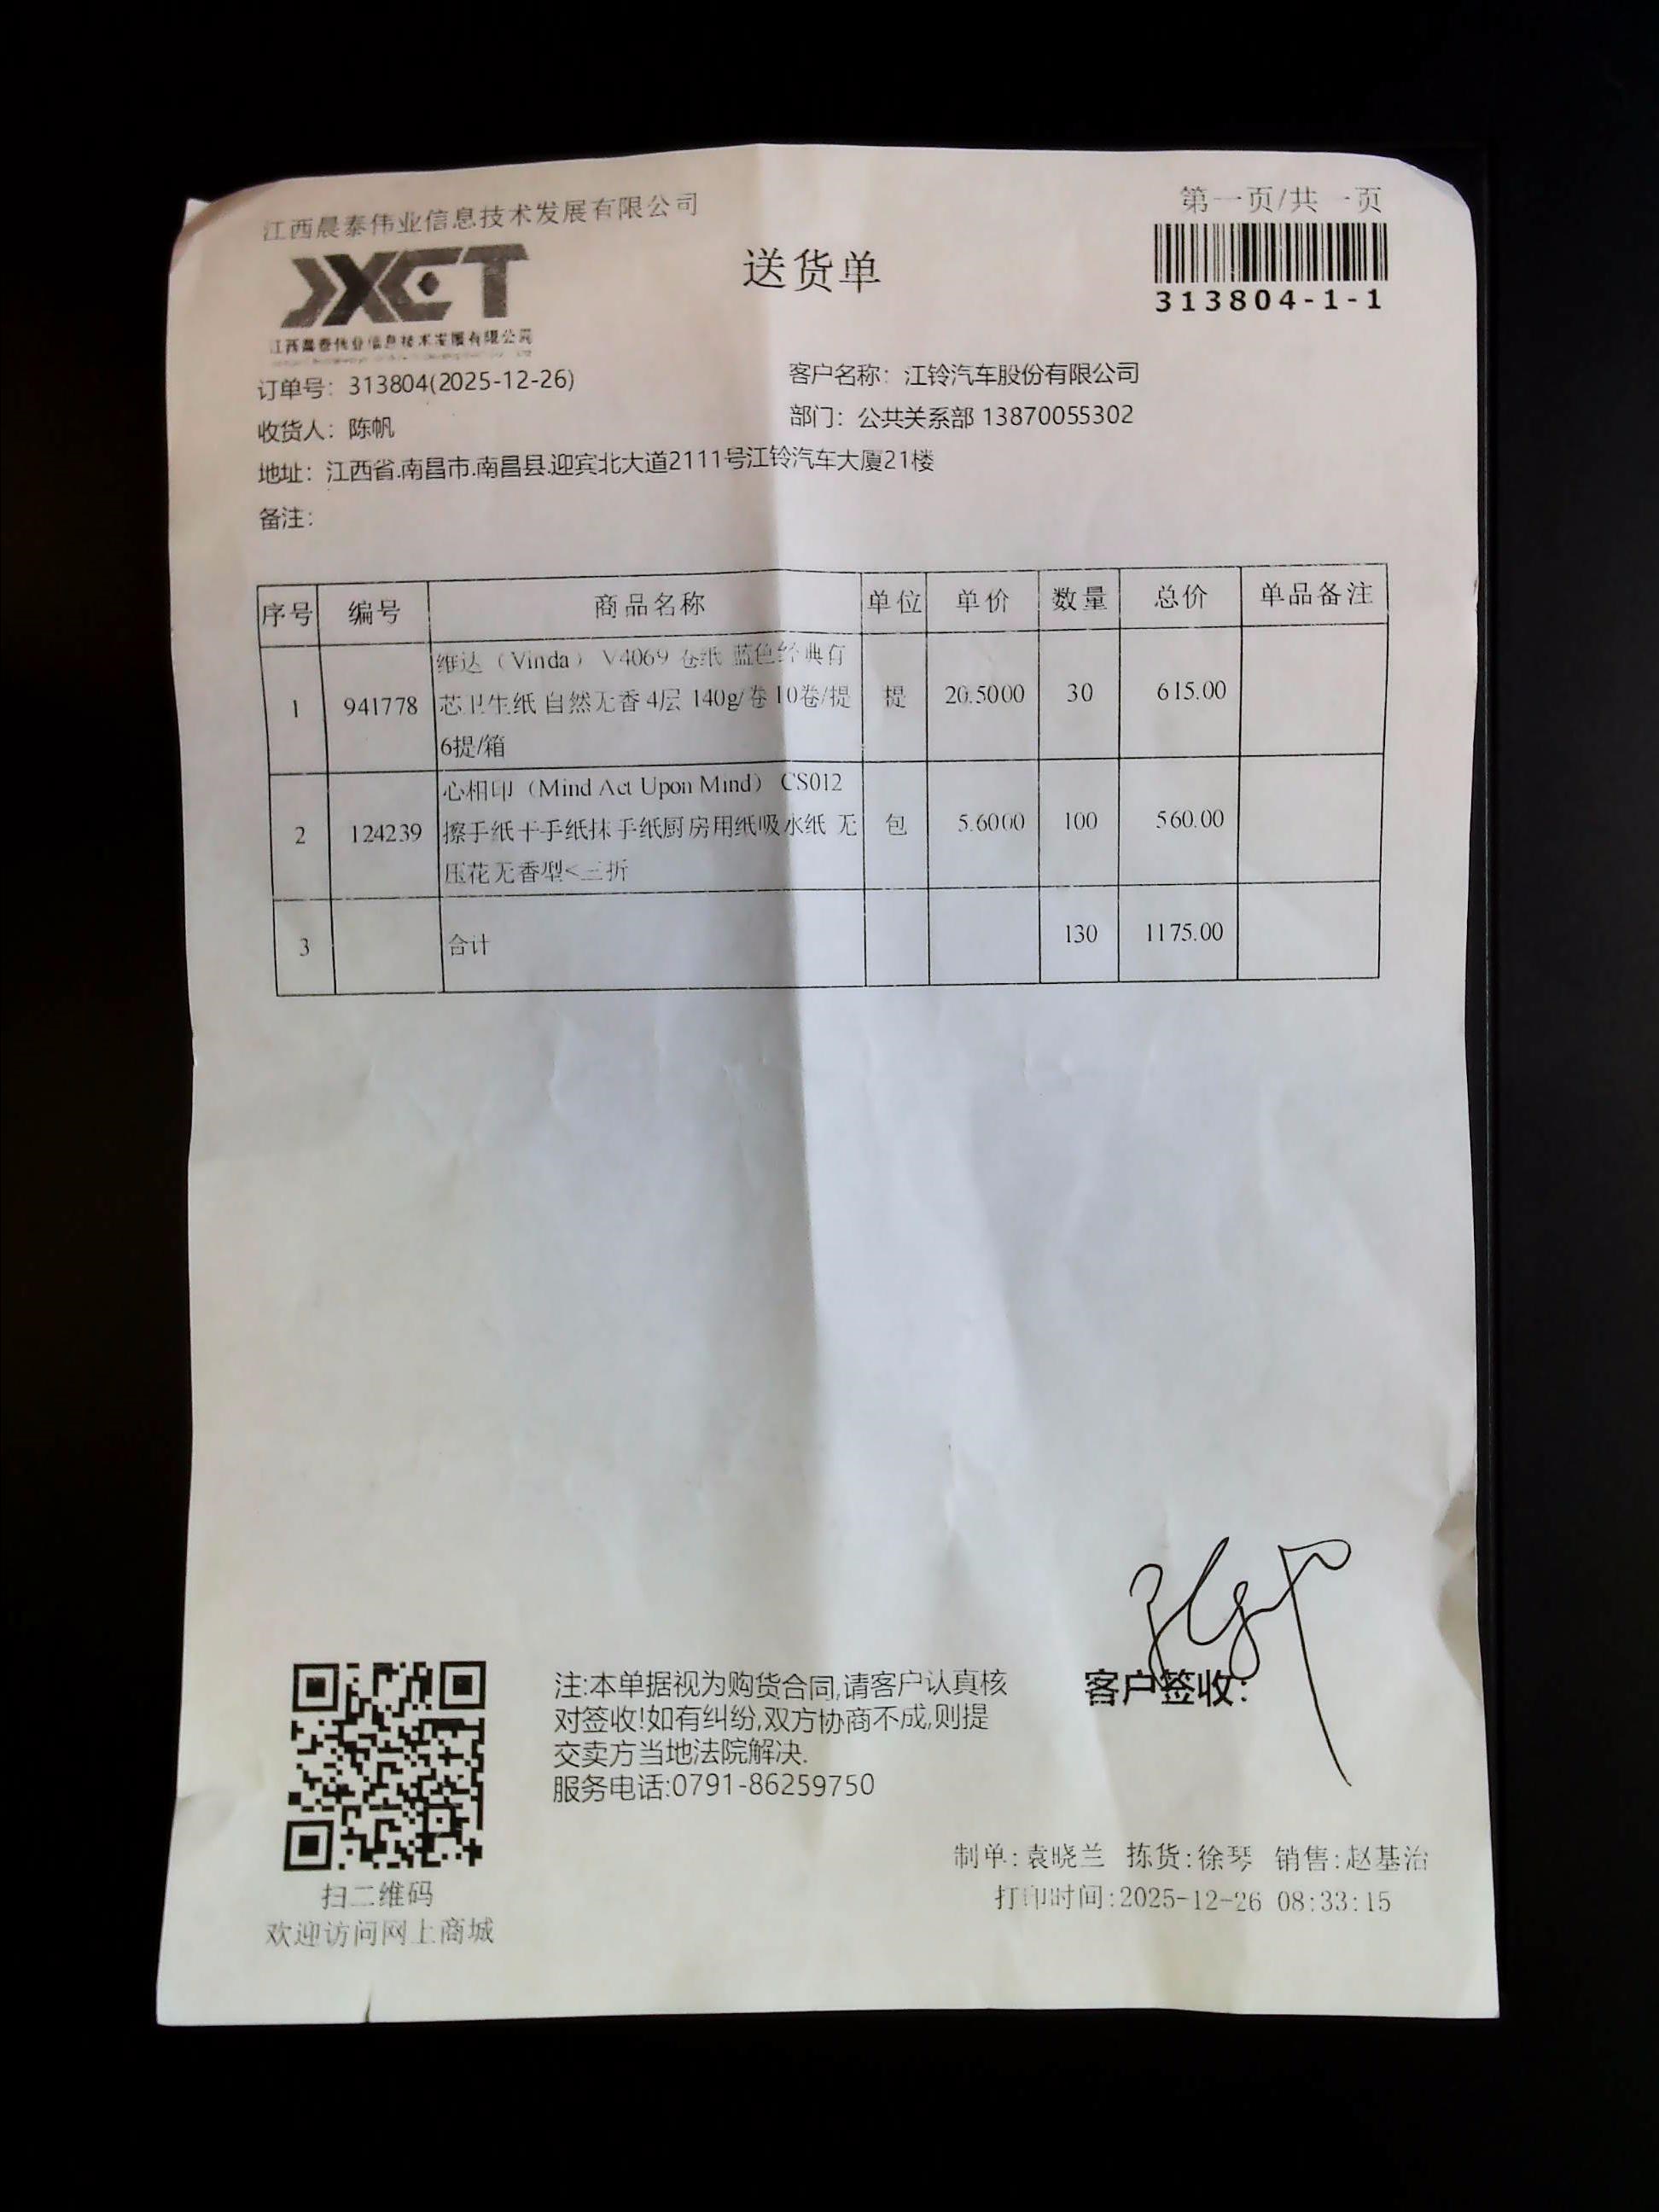 江西晨泰伟业信息技术发展有限公司
第一页/共一页
JXCT
江西晨泰伟业信息技术发展有限公司
送货单
313804-1-1
订单号：313804(2025-12-26)
客户名称：江铃汽车股份有限公司
收货人：陈帆
部门：公共关系部 13870055302
地址：江西省.南昌市.南昌县.迎宾北大道2111号江铃汽车大厦21楼
备注：
序号 编号 商品名称 单位 单价 数量 总价 单品备注
维达（Vinda） V4069 卷纸 蓝色经典有
1 941778 芯卫生纸 自然无香 4层 140g/卷 10卷/提 提 20.5000 30 615.00
6提/箱
心相印（Mind Act Upon Mind） CS012
2 124239 擦手纸干手纸抹手纸厨房用纸吸水纸 无 包 5.6000 100 560.00
压花无香型<三折
3 合计 130 1175.00
注:本单据视为购货合同,请客户认真核
对签收!如有纠纷,双方协商不成,则提
交卖方当地法院解决.
服务电话:0791-86259750
客户签收:
扫二维码
欢迎访问网上商城
制单:袁晓兰 拣货:徐琴 销售:赵基治
打印时间:2025-12-26 08:33:15